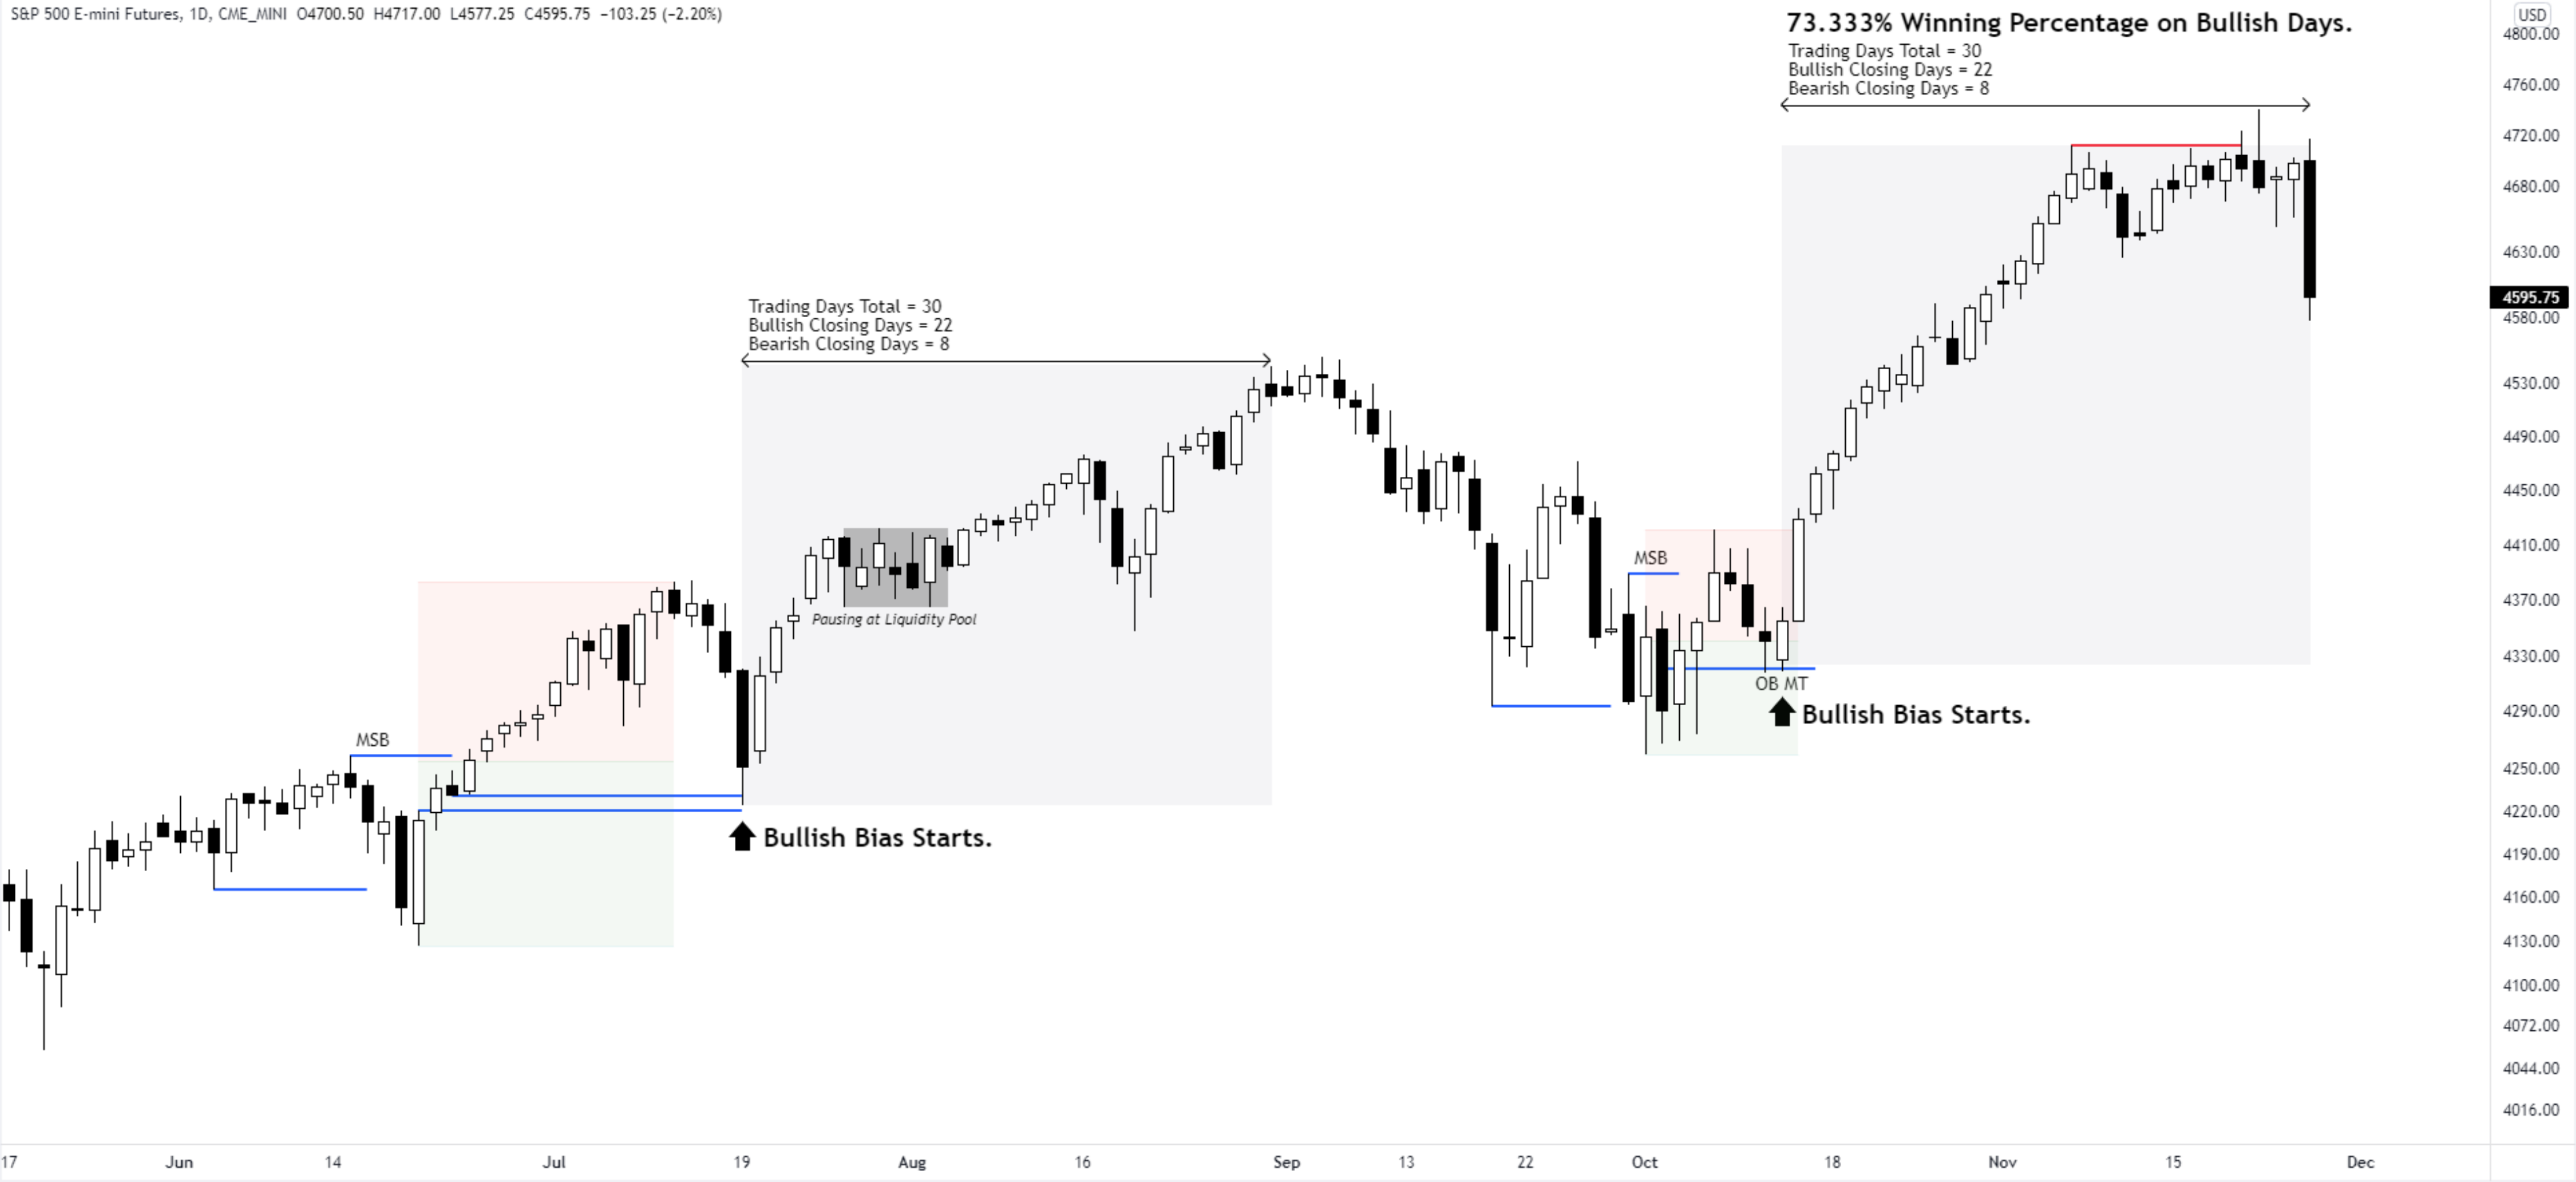 S&P 500 E-mini Futures, 1D, CME_MINI O4700.50 H4717.00 L4577.25 C4595.75 −103.25 (−2.20%)
73.333% Winning Percentage on Bullish Days.
Trading Days Total = 30
Bullish Closing Days = 22
Bearish Closing Days = 8
Trading Days Total = 30
Bullish Closing Days = 22
Bearish Closing Days = 8
Pausing at Liquidity Pool
MSB
Bullish Bias Starts.
MSB
OB MT
Bullish Bias Starts.
USD
4800.00
4760.00
4720.00
4680.00
4630.00
4595.75
4580.00
4530.00
4490.00
4450.00
4410.00
4370.00
4330.00
4290.00
4250.00
4220.00
4190.00
4160.00
4130.00
4100.00
4072.00
4044.00
4016.00
17 Jun 14 Jul 19 Aug 16 Sep 13 22 Oct 18 Nov 15 Dec